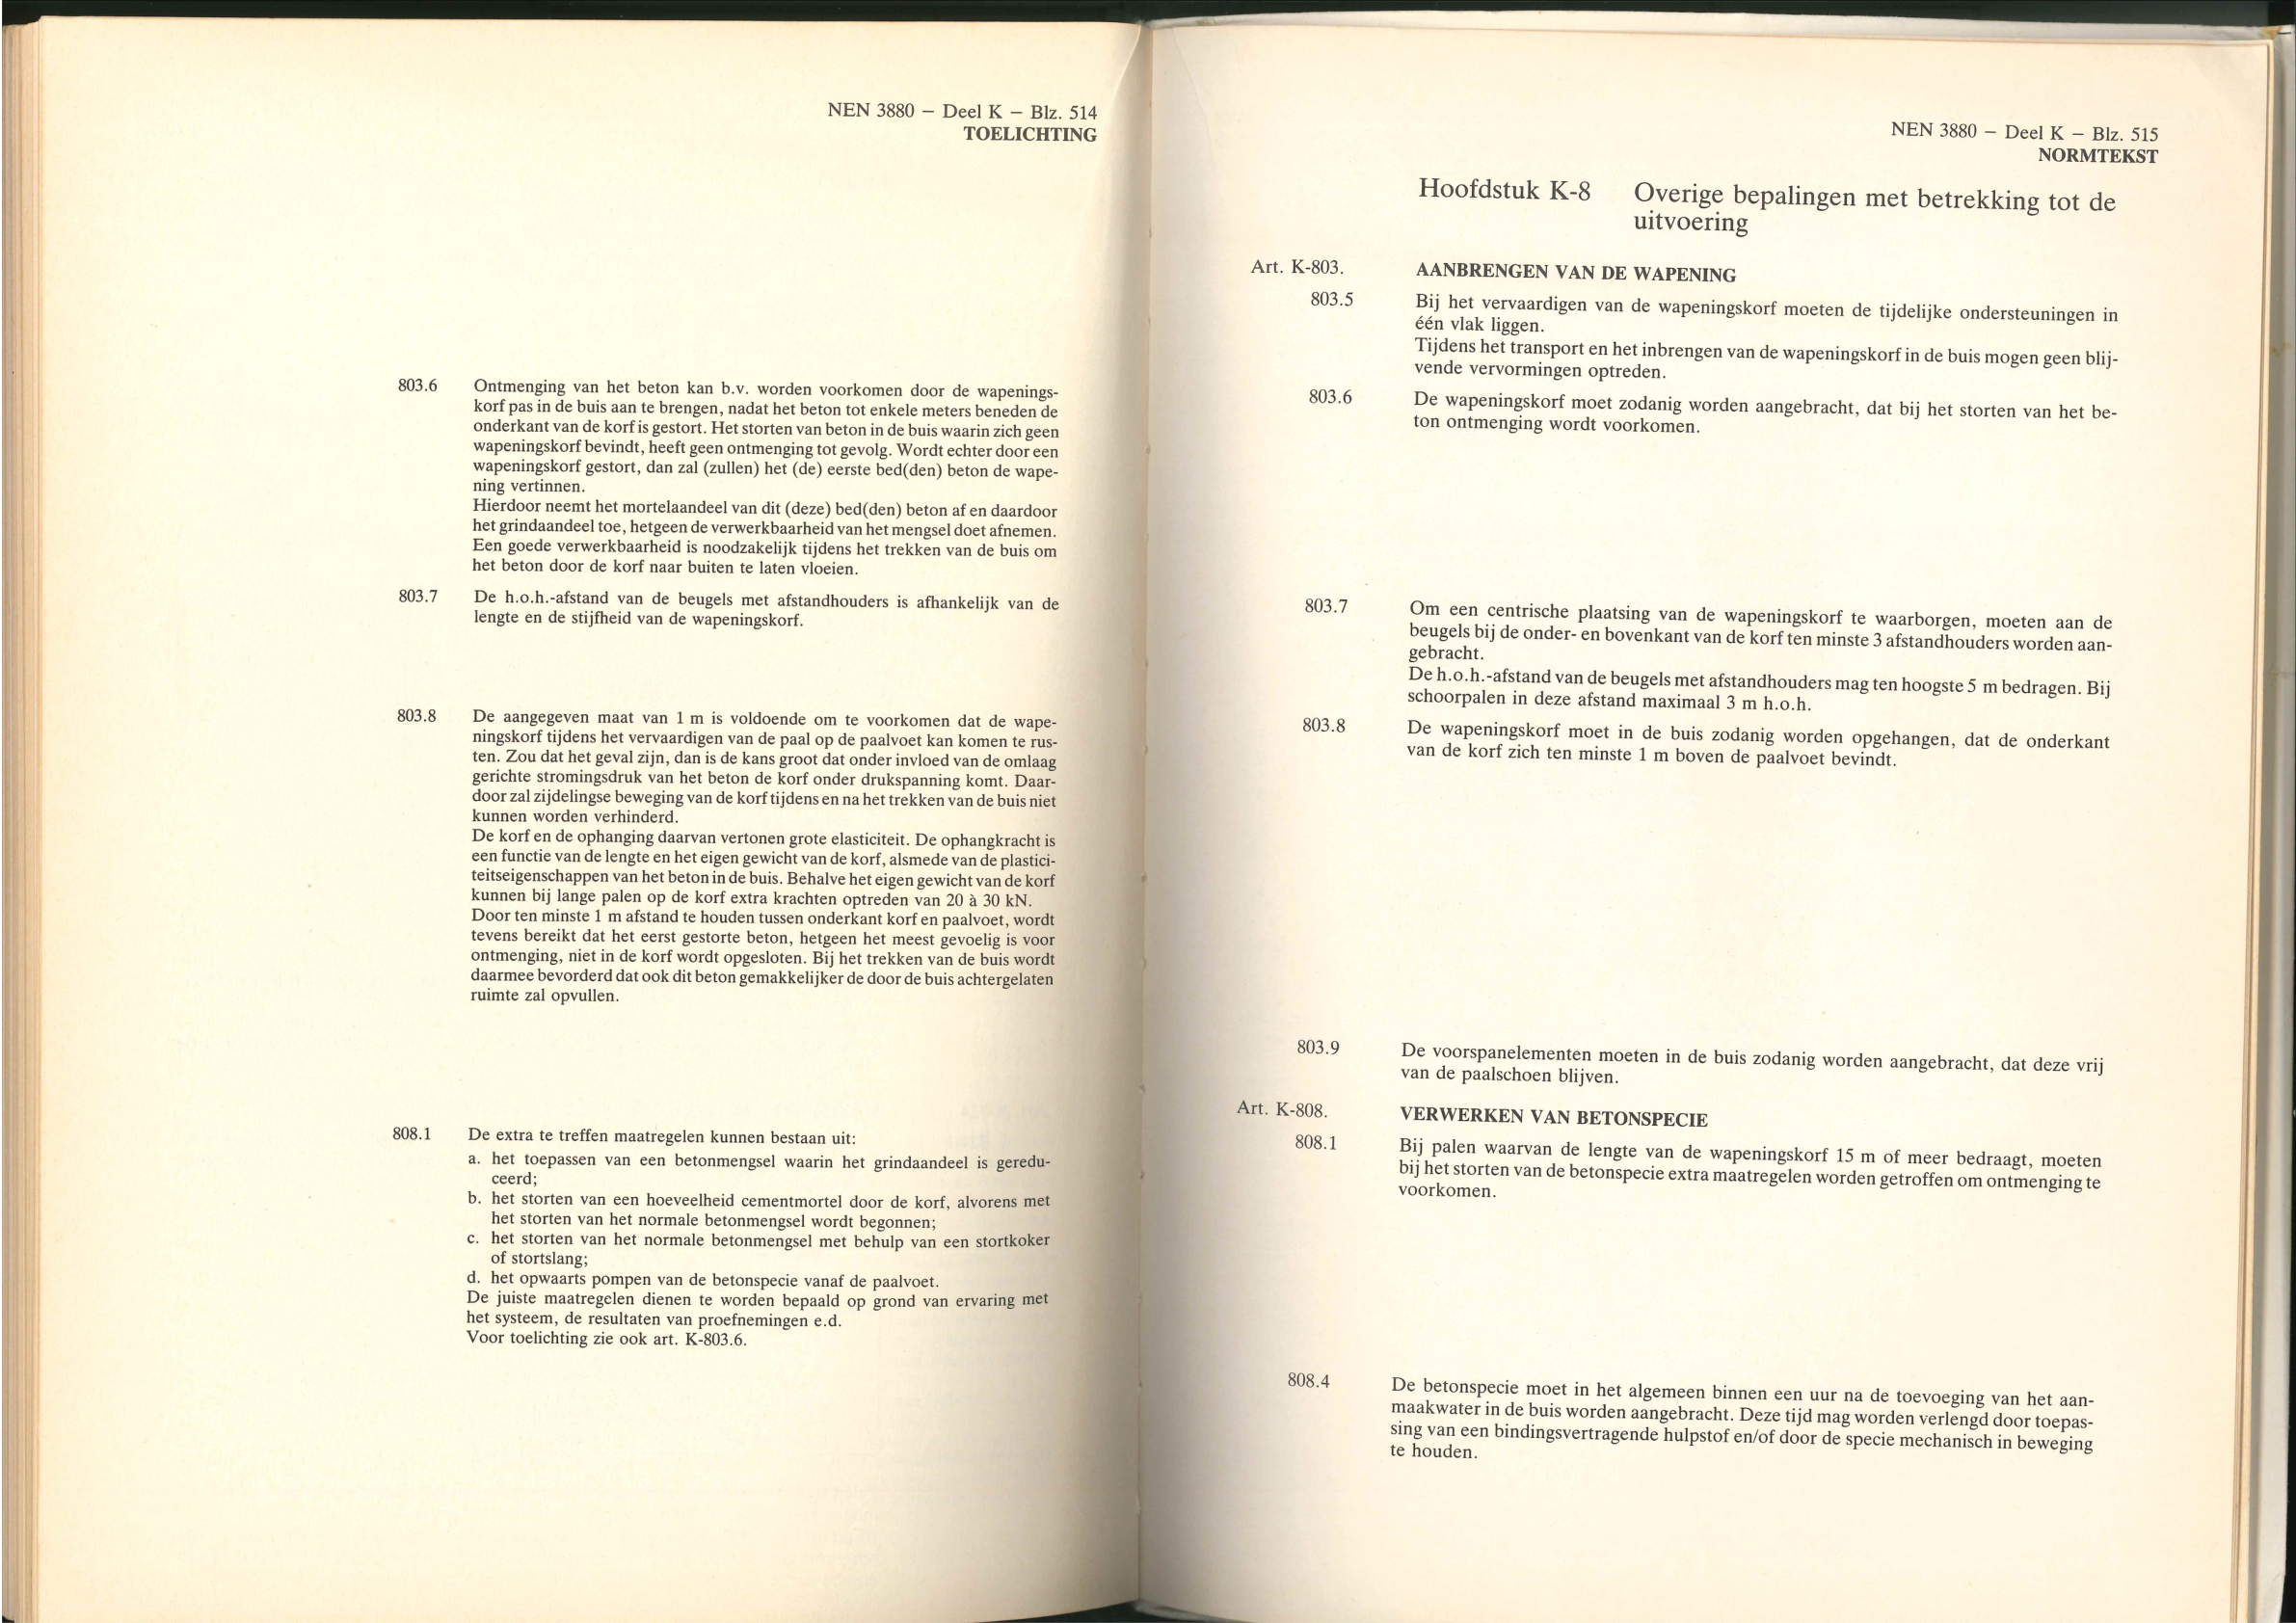 NEN 3880 – Deel K – Blz. 514
TOELICHTING
803.6 Ontmenging van het beton kan b.v. worden voorkomen door de wapenings-
korf pas in de buis aan te brengen, nadat het beton tot enkele meters beneden de
onderkant van de korf is gestort. Het storten van beton in de buis waarin zich geen
wapeningskorf bevindt, heeft geen ontmenging tot gevolg. Wordt echter door een
wapeningskorf gestort, dan zal (zullen) het (de) eerste bed(den) beton de wape-
ning vertinnen.
Hierdoor neemt het mortelaandeel van dit (deze) bed(den) beton af en daardoor
het grindaandeel toe, hetgeen de verwerkbaarheid van het mengsel doet afnemen.
Een goede verwerkbaarheid is noodzakelijk tijdens het trekken van de buis om
het beton door de korf naar buiten te laten vloeien.
803.7 De h.o.h.-afstand van de beugels met afstandhouders is afhankelijk van de
lengte en de stijfheid van de wapeningskorf.
803.8 De aangegeven maat van 1 m is voldoende om te voorkomen dat de wape-
ningskorf tijdens het vervaardigen van de paal op de paalvoet kan komen te rus-
ten. Zou dat het geval zijn, dan is de kans groot dat onder invloed van de omlaag
gerichte stromingsdruk van het beton de korf onder drukspanning komt. Daar-
door zal zijdelingse beweging van de korf tijdens en na het trekken van de buis niet
kunnen worden verhinderd.
De korf en de ophanging daarvan vertonen grote elasticiteit. De ophangkracht is
een functie van de lengte en het eigen gewicht van de korf, alsmede van de plastici-
teitseigenschappen van het beton in de buis. Behalve het eigen gewicht van de korf
kunnen bij lange palen op de korf extra krachten optreden van 20 à 30 kN.
Door ten minste 1 m afstand te houden tussen onderkant korf en paalvoet, wordt
tevens bereikt dat het eerst gestorte beton, hetgeen het meest gevoelig is voor
ontmenging, niet in de korf wordt opgesloten. Bij het trekken van de buis wordt
daarmee bevorderd dat ook dit beton gemakkelijker de door de buis achtergelaten
ruimte zal opvullen.
808.1 De extra te treffen maatregelen kunnen bestaan uit:
a. het toepassen van een betonmengsel waarin het grindaandeel is geredu-
ceerd;
b. het storten van een hoeveelheid cementmortel door de korf, alvorens met
het storten van het normale betonmengsel wordt begonnen;
c. het storten van het normale betonmengsel met behulp van een stortkoker
of stortslang;
d. het opwaarts pompen van de betonspecie vanaf de paalvoet.
De juiste maatregelen dienen te worden bepaald op grond van ervaring met
het systeem, de resultaten van proefnemingen e.d.
Voor toelichting zie ook art. K-803.6.
NEN 3880 – Deel K – Blz. 515
NORMTEKST
Hoofdstuk K-8 Overige bepalingen met betrekking tot de
uitvoering
Art. K-803. AANBRENGEN VAN DE WAPENING
803.5 Bij het vervaardigen van de wapeningskorf moeten de tijdelijke ondersteuningen in
één vlak liggen.
Tijdens het transport en het inbrengen van de wapeningskorf in de buis mogen geen blij-
vende vervormingen optreden.
803.6 De wapeningskorf moet zodanig worden aangebracht, dat bij het storten van het be-
ton ontmenging wordt voorkomen.
803.7 Om een centrische plaatsing van de wapeningskorf te waarborgen, moeten aan de
beugels bij de onder- en bovenkant van de korf ten minste 3 afstandhouders worden aan-
gebracht.
De h.o.h.-afstand van de beugels met afstandhouders mag ten hoogste 5 m bedragen. Bij
schoorpalen in deze afstand maximaal 3 m h.o.h.
803.8 De wapeningskorf moet in de buis zodanig worden opgehangen, dat de onderkant
van de korf zich ten minste 1 m boven de paalvoet bevindt.
803.9 De voorspanelementen moeten in de buis zodanig worden aangebracht, dat deze vrij
van de paalschoen blijven.
Art. K-808. VERWERKEN VAN BETONSPECIE
808.1 Bij palen waarvan de lengte van de wapeningskorf 15 m of meer bedraagt, moeten
bij het storten van de betonspecie extra maatregelen worden getroffen om ontmenging te
voorkomen.
808.4 De betonspecie moet in het algemeen binnen een uur na de toevoeging van het aan-
maakwater in de buis worden aangebracht. Deze tijd mag worden verlengd door toepas-
sing van een bindingsvertragende hulpstof en/of door de specie mechanisch in beweging
te houden.